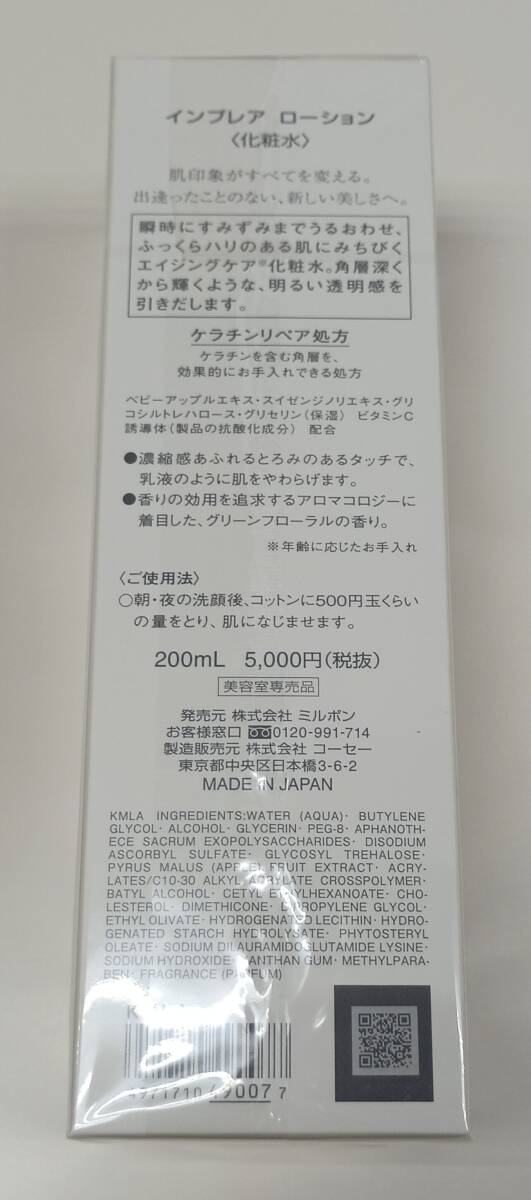 インプレア ローション
〈化粧水〉
肌印象がすべてを変える。
出逢ったことのない、新しい美しさへ。
瞬時にすみずみまでうるおわせ、
ふっくらハリのある肌にみちびく
エイジングケア※化粧水。角層深く
から輝くような、明るい透明感を
引きだします。
ケラチンリペア処方
ケラチンを含む角層を、
効果的にお手入れできる処方
ベビーアップルエキス・スイゼンジノリエキス・グリ
コシルトレハロース・グリセリン(保湿) ビタミンC
誘導体(製品の抗酸化成分) 配合
●濃縮感あふれるとろみのあるタッチで、
乳液のように肌をやわらげます。
●香りの効用を追求するアロマコロジーに
着目した、グリーンフローラルの香り。
※年齢に応じたお手入れ
〈ご使用法〉
○朝・夜の洗顔後、コットンに500円玉くらい
の量をとり、肌になじませます。
200mL 5,000円(税抜)
美容室専売品
発売元 株式会社 ミルボン
お客様窓口 0120-991-714
製造販売元 株式会社 コーセー
東京都中央区日本橋3-6-2
MADE IN JAPAN
KMLA INGREDIENTS:WATER (AQUA)· BUTYLENE
GLYCOL· ALCOHOL· GLYCERIN· PEG-8· APHANOTH-
ECE SACRUM EXOPOLYSACCHARIDES· DISODIUM
ASCORBYL SULFATE· GLYCOSYL TREHALOSE·
PYRUS MALUS (APPLE) FRUIT EXTRACT· ACRY-
LATES/C10-30 ALKYL ACRYLATE CROSSPOLYMER·
BATYL ALCOHOL· CETYL ETHYLHEXANOATE· CHO-
LESTEROL· DIMETHICONE· DIPROPYLENE GLYCOL·
ETHYL OLIVATE· HYDROGENATED LECITHIN· HYDRO-
GENATED STARCH HYDROLYSATE· PHYTOSTERYL
OLEATE· SODIUM DILAURAMIDOGLUTAMIDE LYSINE·
SODIUM HYDROXIDE· XANTHAN GUM· METHYLPARA-
BEN· FRAGRANCE (PARFUM)
4971710 490077